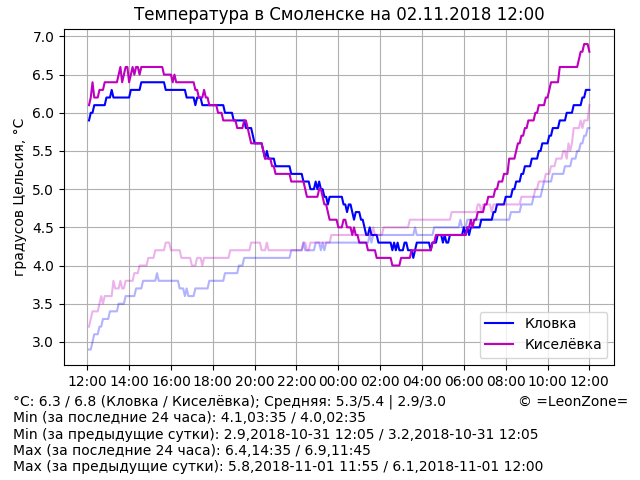 Температура в Смоленске на 02.11.2018 12:00
градусов Цельсия, °C
7.0
6.5
6.0
5.5
5.0
4.5
4.0
3.5
3.0
Кловка
Киселёвка
12:00 14:00 16:00 18:00 20:00 22:00 00:00 02:00 04:00 06:00 08:00 10:00 12:00
°C: 6.3 / 6.8 (Кловка / Киселёвка); Средняя: 5.3/5.4 | 2.9/3.0 © =LeonZone=
Min (за последние 24 часа): 4.1,03:35 / 4.0,02:35
Min (за предыдущие сутки): 2.9,2018-10-31 12:05 / 3.2,2018-10-31 12:05
Max (за последние 24 часа): 6.4,14:35 / 6.9,11:45
Max (за предыдущие сутки): 5.8,2018-11-01 11:55 / 6.1,2018-11-01 12:00